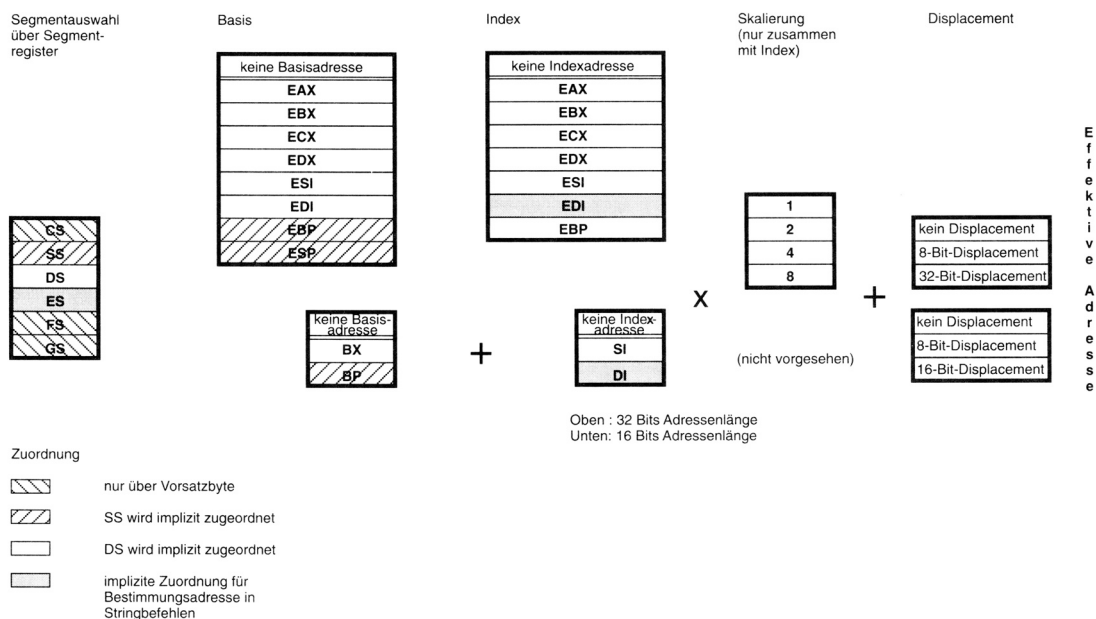 Segmentauswahl
über Segment-
register
Basis
Index
Skalierung
(nur zusammen
mit Index)
Displacement
keine Basisadresse
EAX
EBX
ECX
EDX
ESI
EDI
EBP
ESP
keine Indexadresse
EAX
EBX
ECX
EDX
ESI
EDI
EBP
CS
SS
DS
ES
FS
GS
1
2
4
8
kein Displacement
8-Bit-Displacement
32-Bit-Displacement
keine Basis-
adresse
BX
BP
+
keine Index-
adresse
SI
DI
x
(nicht vorgesehen)
+
kein Displacement
8-Bit-Displacement
16-Bit-Displacement
Effektive Adresse
Oben : 32 Bits Adressenlänge
Unten: 16 Bits Adressenlänge
Zuordnung
nur über Vorsatzbyte
SS wird implizit zugeordnet
DS wird implizit zugeordnet
implizite Zuordnung für
Bestimmungsadresse in
Stringbefehlen